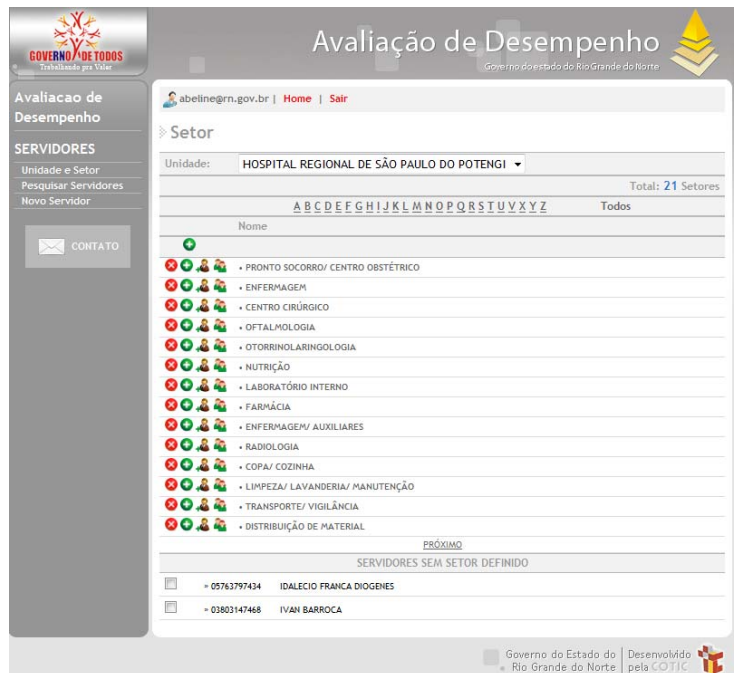 GOVERNO DE TODOS
Trabalhando pra Valer
Avaliação de Desempenho
Governo do estado do Rio Grande do Norte
Avaliacao de
Desempenho
SERVIDORES
Unidade e Setor
Pesquisar Servidores
Novo Servidor
CONTATO
abeline@rn.gov.br | Home | Sair
Setor
Unidade: HOSPITAL REGIONAL DE SÃO PAULO DO POTENGI
Total: 21 Setores
A B C D E F G H I J K L M N O P Q R S T U V X Y Z Todos
Nome
• PRONTO SOCORRO/ CENTRO OBSTÉTRICO
• ENFERMAGEM
• CENTRO CIRÚRGICO
• OFTALMOLOGIA
• OTORRINOLARINGOLOGIA
• NUTRIÇÃO
• LABORATÓRIO INTERNO
• FARMÁCIA
• ENFERMAGEM/ AUXILIARES
• RADIOLOGIA
• COPA/ COZINHA
• LIMPEZA/ LAVANDERIA/ MANUTENÇÃO
• TRANSPORTE/ VIGILÂNCIA
• DISTRIBUIÇÃO DE MATERIAL
PRÓXIMO
SERVIDORES SEM SETOR DEFINIDO
» 05763797434 IDALECIO FRANCA DIOGENES
» 03803147468 IVAN BARROCA
Governo do Estado do | Desenvolvido
Rio Grande do Norte | pela COTIC